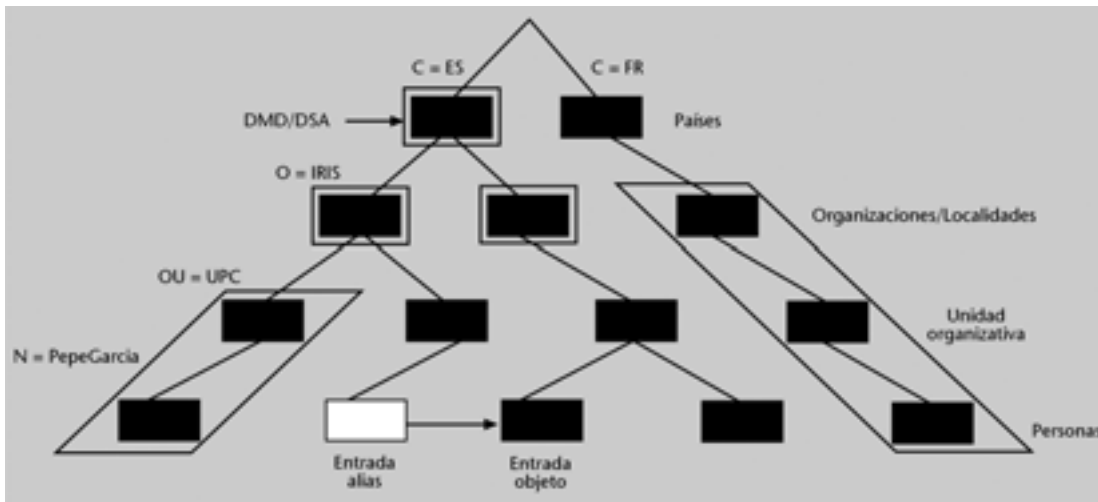 C = ES
C = FR
DMD/DSA
Países
O = IRIS
Organizaciones/Localidades
OU = UPC
Unidad
organizativa
N = PepeGarcia
Personas
Entrada
alias
Entrada
objeto